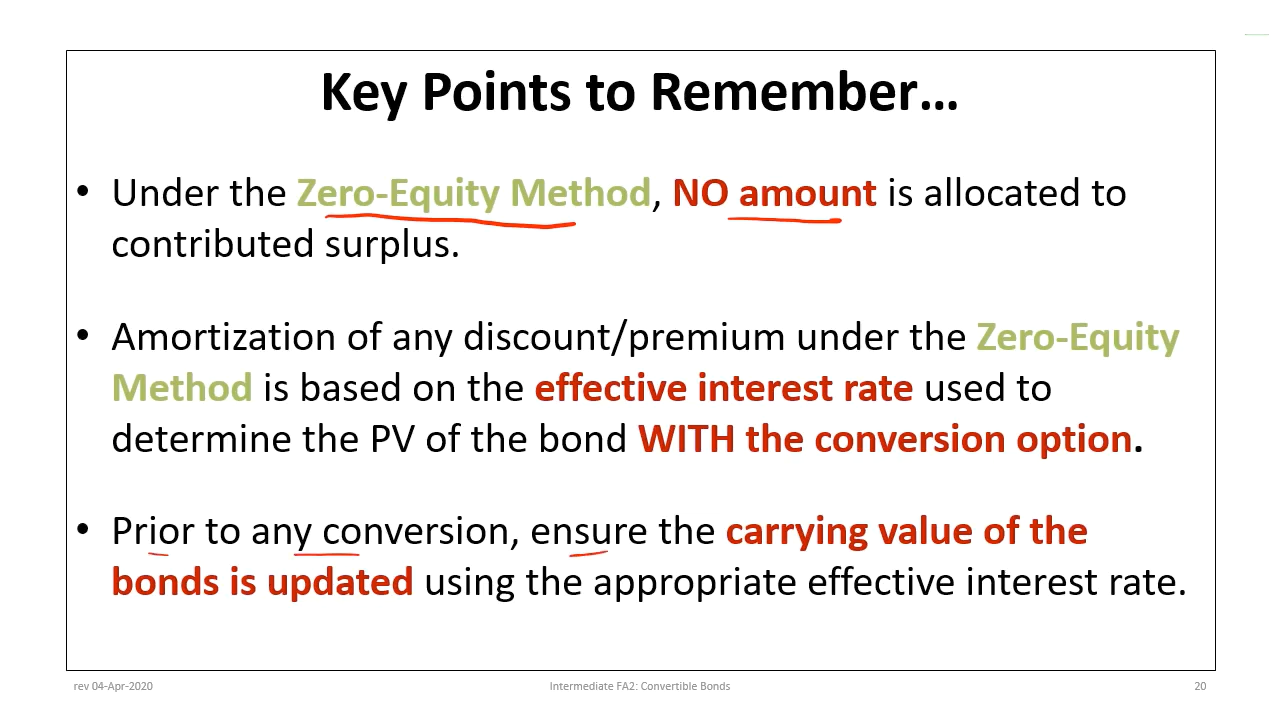 Key Points to Remember…
• Under the Zero-Equity Method, NO amount is allocated to
contributed surplus.
• Amortization of any discount/premium under the Zero-Equity
Method is based on the effective interest rate used to
determine the PV of the bond WITH the conversion option.
• Prior to any conversion, ensure the carrying value of the
bonds is updated using the appropriate effective interest rate.
rev 04-Apr-2020 Intermediate FA2: Convertible Bonds 20